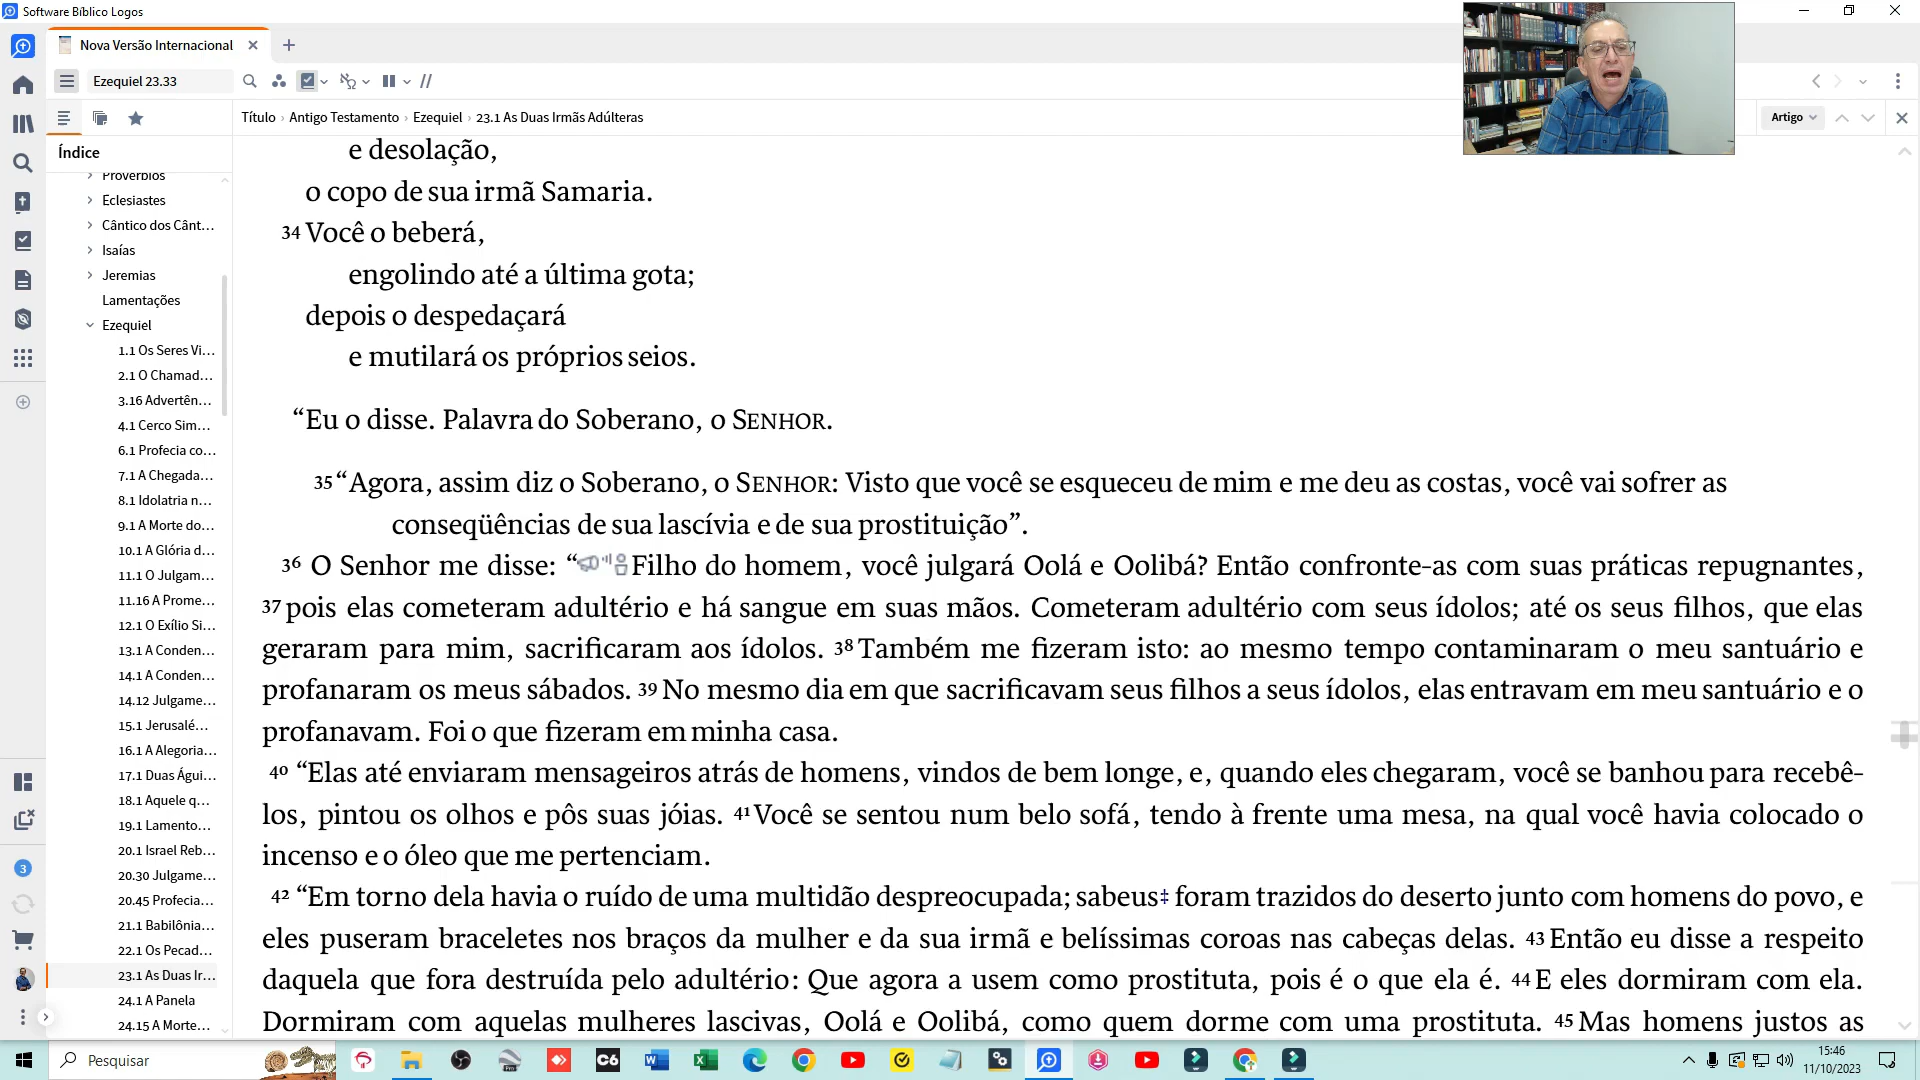 Software Bíblico Logos
Nova Versão Internacional
Ezequiel 23.33
Título › Antigo Testamento › Ezequiel › 23.1 As Duas Irmãs Adúlteras
Artigo
Índice
Provérbios
Eclesiastes
Cântico dos Cânt...
Isaías
Jeremias
Lamentações
Ezequiel
1.1 Os Seres Vi...
2.1 O Chamad...
3.16 Advertên...
4.1 Cerco Sim...
6.1 Profecia co...
7.1 A Chegada...
8.1 Idolatria n...
9.1 A Morte do...
10.1 A Glória d...
11.1 O Julgam...
11.16 A Prome...
12.1 O Exílio Si...
13.1 A Conden...
14.1 A Conden...
14.12 Julgame...
15.1 Jerusalé...
16.1 A Alegoria...
17.1 Duas Águi...
18.1 Aquele q...
19.1 Lamento...
20.1 Israel Reb...
20.30 Julgame...
20.45 Profecia...
21.1 Babilônia...
22.1 Os Pecad...
23.1 As Duas Ir...
24.1 A Panela
24.15 A Morte...
e desolação,
o copo de sua irmã Samaria.
34 Você o beberá,
engolindo até a última gota;
depois o despedaçará
e mutilará os próprios seios.
“Eu o disse. Palavra do Soberano, o SENHOR.
35 “Agora, assim diz o Soberano, o SENHOR: Visto que você se esqueceu de mim e me deu as costas, você vai sofrer as
conseqüências de sua lascívia e de sua prostituição”.
36 O Senhor me disse: “Filho do homem, você julgará Oolá e Oolibá? Então confronte-as com suas práticas repugnantes,
37 pois elas cometeram adultério e há sangue em suas mãos. Cometeram adultério com seus ídolos; até os seus filhos, que elas
geraram para mim, sacrificaram aos ídolos. 38 Também me fizeram isto: ao mesmo tempo contaminaram o meu santuário e
profanaram os meus sábados. 39 No mesmo dia em que sacrificavam seus filhos a seus ídolos, elas entravam em meu santuário e o
profanavam. Foi o que fizeram em minha casa.
40 “Elas até enviaram mensageiros atrás de homens, vindos de bem longe, e, quando eles chegaram, você se banhou para recebê-
los, pintou os olhos e pôs suas jóias. 41 Você se sentou num belo sofá, tendo à frente uma mesa, na qual você havia colocado o
incenso e o óleo que me pertenciam.
42 “Em torno dela havia o ruído de uma multidão despreocupada; sabeus‡ foram trazidos do deserto junto com homens do povo, e
eles puseram braceletes nos braços da mulher e da sua irmã e belíssimas coroas nas cabeças delas. 43 Então eu disse a respeito
daquela que fora destruída pelo adultério: Que agora a usem como prostituta, pois é o que ela é. 44 E eles dormiram com ela.
Dormiram com aquelas mulheres lascivas, Oolá e Oolibá, como quem dorme com uma prostituta. 45 Mas homens justos as
3
Pesquisar
C6
15:46
11/10/2023